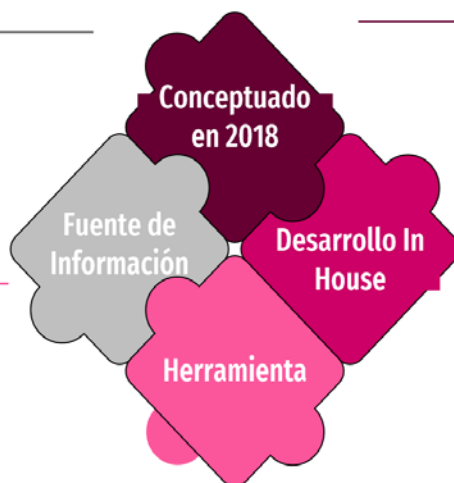 Conceptuado
en 2018
Fuente de
Información
Desarrollo In
House
Herramienta